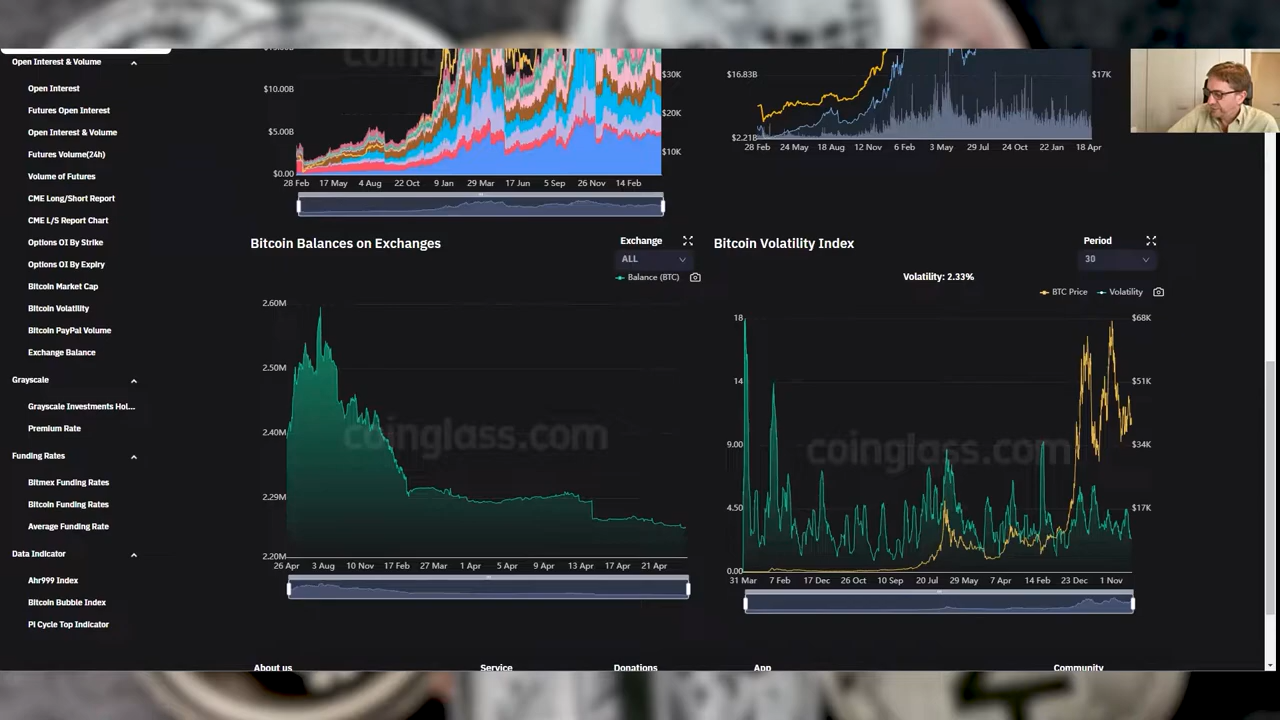 Open Interest & Volume
Open Interest
Futures Open Interest
Open Interest & Volume
Futures Volume(24h)
Volume of Futures
CME Long/Short Report
CME L/S Report Chart
Options OI By Strike
Options OI By Expiry
Bitcoin Market Cap
Bitcoin Volatility
Bitcoin PayPal Volume
Exchange Balance
Grayscale
Grayscale Investments Hol...
Premium Rate
Funding Rates
Bitmex Funding Rates
Bitcoin Funding Rates
Average Funding Rate
Data Indicator
Ahr999 Index
Bitcoin Bubble Index
PI Cycle Top Indicator
$10.00B
$5.00B
$0.00
$30K
$20K
$10K
28 Feb 17 May 4 Aug 22 Oct 9 Jan 29 Mar 17 Jun 5 Sep 26 Nov 14 Feb
$16.83B
$2.21B
$17K
28 Feb 24 May 18 Aug 12 Nov 6 Feb 3 May 29 Jul 24 Oct 22 Jan 18 Apr
Bitcoin Balances on Exchanges
Exchange
ALL
Balance (BTC)
2.60M
2.50M
2.40M
2.29M
2.20M
coinglass.com
26 Apr 3 Aug 10 Nov 17 Feb 27 Mar 1 Apr 5 Apr 9 Apr 13 Apr 17 Apr 21 Apr
Bitcoin Volatility Index
Period
30
Volatility: 2.33%
BTC Price Volatility
18
14
9.00
4.50
0.00
coinglass.com
$68K
$51K
$34K
$17K
31 Mar 7 Feb 17 Dec 26 Oct 10 Sep 20 Jul 29 May 7 Apr 14 Feb 23 Dec 1 Nov
About us Service Donations App Community